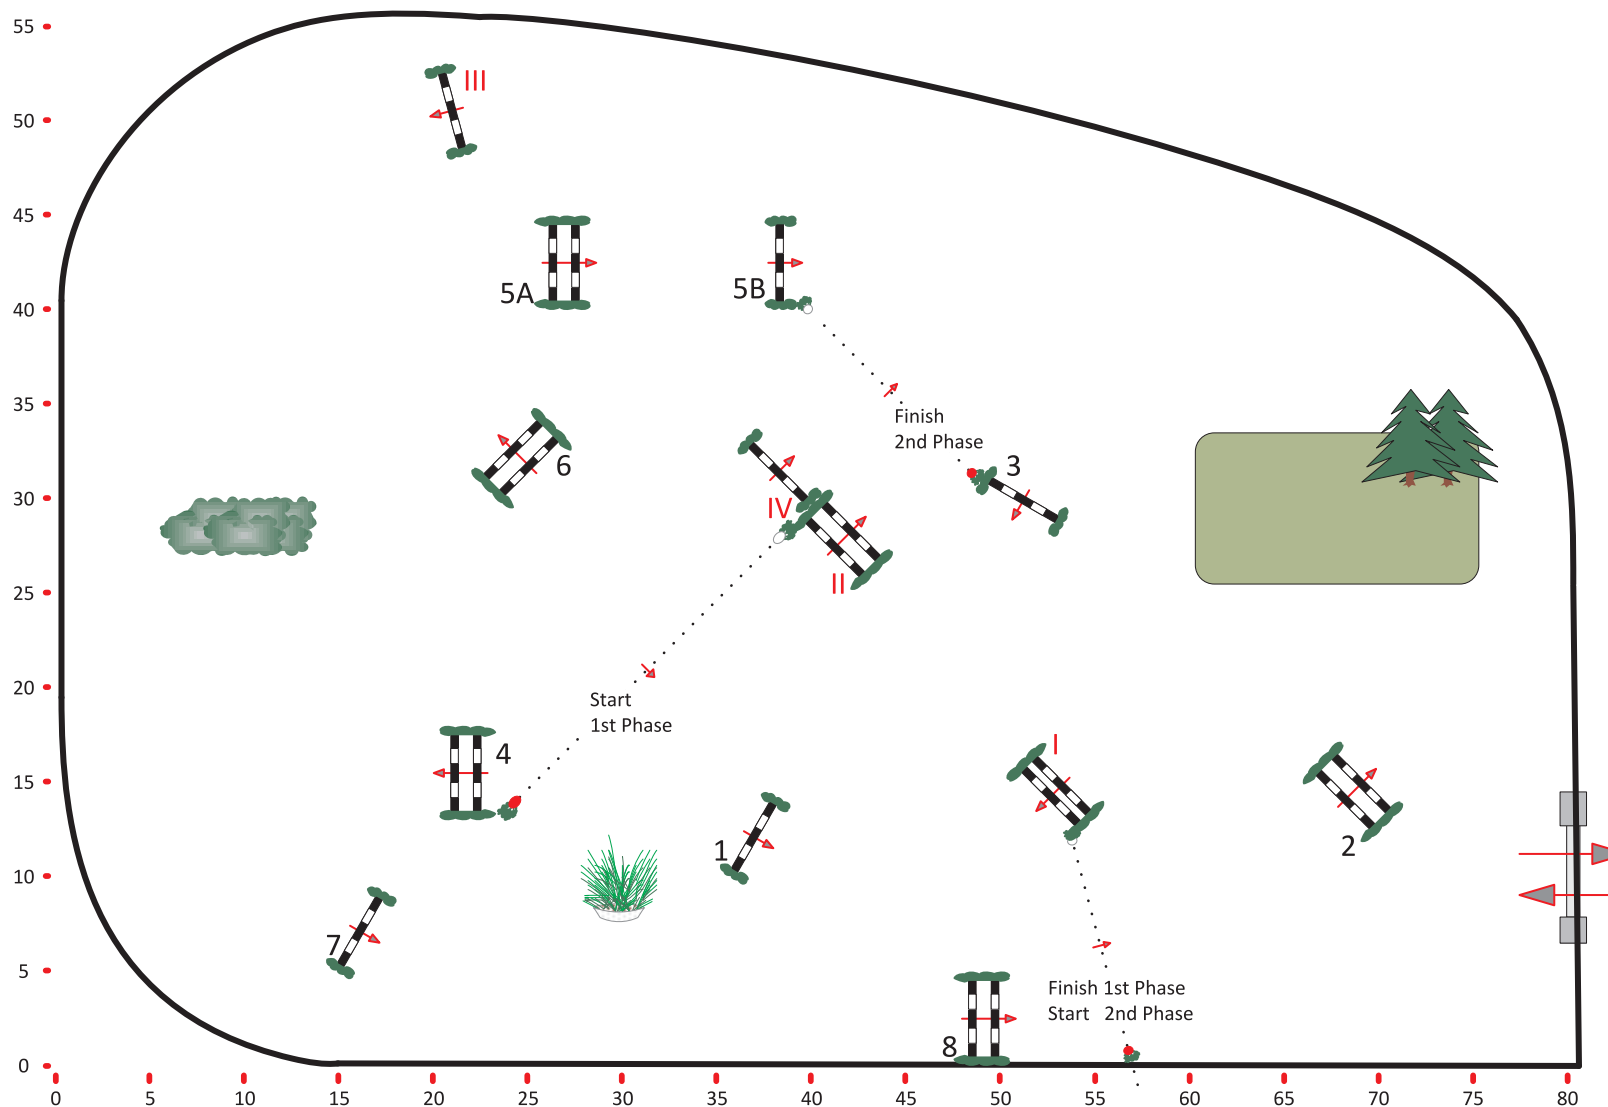 55
III
50
45
5A
5B
40
35
Finish
2nd Phase
3
6
30
IV
II
25
20
Start
1st Phase
4
I
15
1
2
10
7
5
Finish 1st Phase
Start 2nd Phase
8
0
0 5 10 15 20 25 30 35 40 45 50 55 60 65 70 75 80